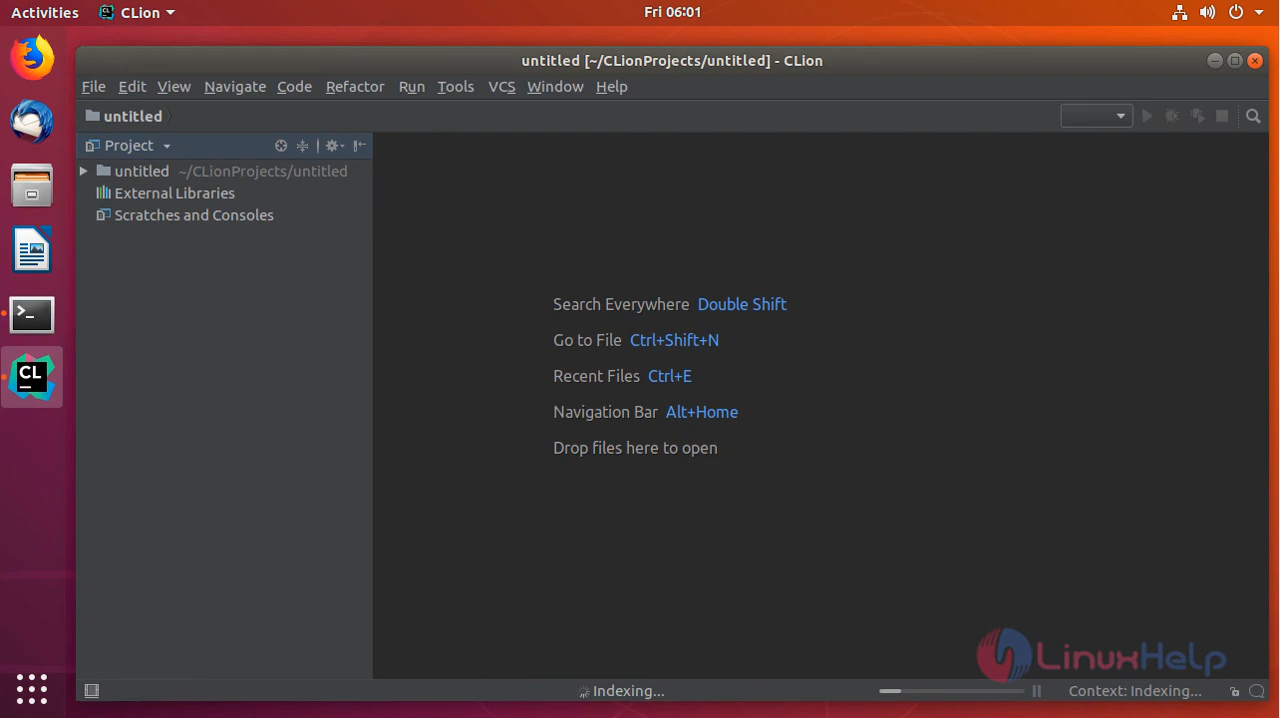 Activities CLion Fri 06:01
untitled [~/CLionProjects/untitled] - CLion
File Edit View Navigate Code Refactor Run Tools VCS Window Help
untitled
Project
untitled ~/CLionProjects/untitled
External Libraries
Scratches and Consoles
Search Everywhere Double Shift
Go to File Ctrl+Shift+N
Recent Files Ctrl+E
Navigation Bar Alt+Home
Drop files here to open
CL
LinuxHelp
Indexing... Context: Indexing...